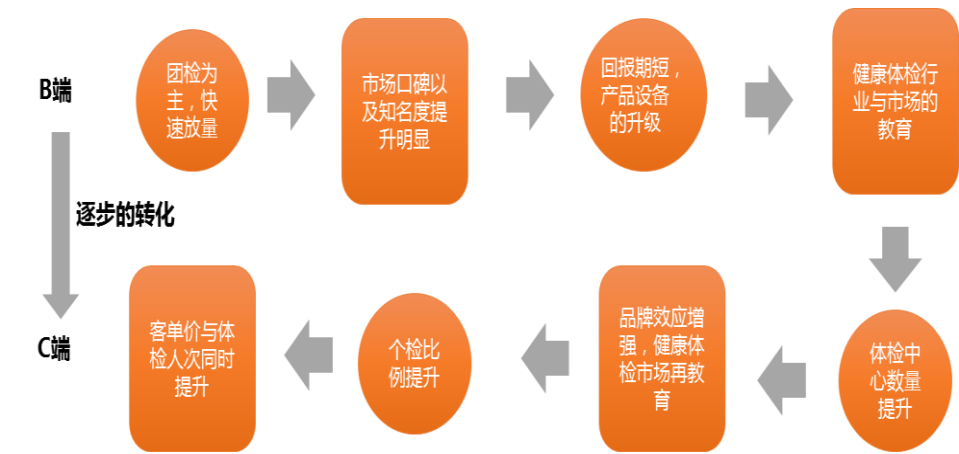 B端
团检为
主，快
速放量
市场口碑以
及知名度提
升明显
回报期短，
产品设备
的升级
健康体检行
业与市场的
教育
逐步的转化
C端
客单价与体
检人次同时
提升
个检比
例提升
品牌效应增
强，健康体
检市场再教
育
体检中
心数量
提升